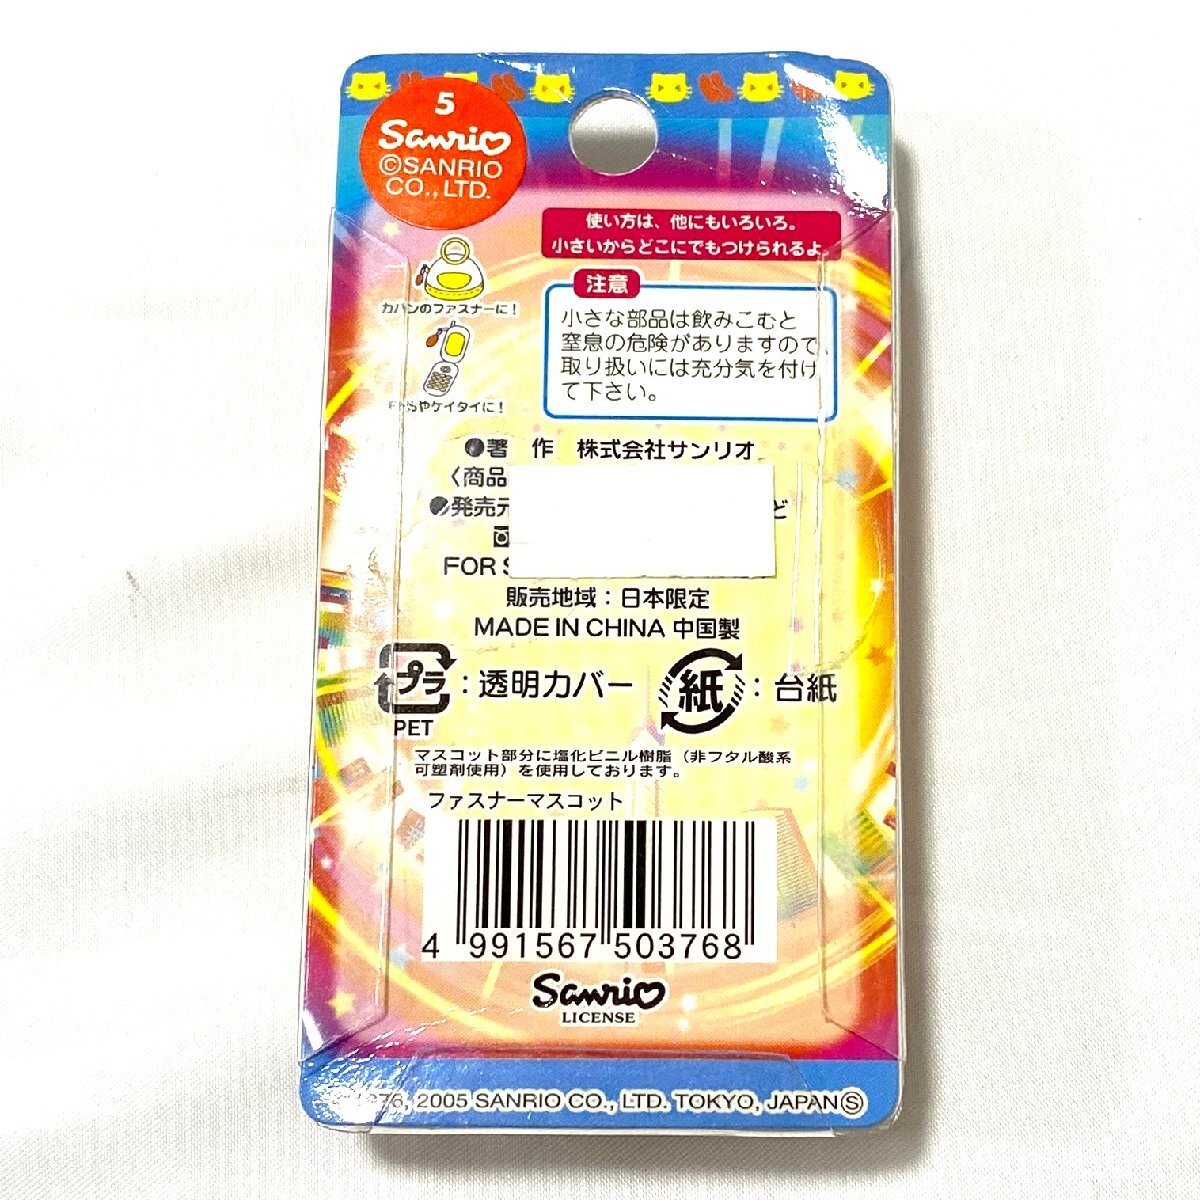 5
Sanrio
©SANRIO
CO., LTD.
使い方は、他にもいろいろ。
小さいからどこにでもつけられるよ。
カバンのファスナーに!
やケイタイに!
注意
小さな部品は飲みこむと
窒息の危険がありますので、
取り扱いには充分気を付け
て下さい。
●著 作 株式会社サンリオ
〈商品
●発売元 ど
FOR S
販売地域:日本限定
MADE IN CHINA 中国製
プラ:透明カバー
PET
紙:台紙
マスコット部分に塩化ビニル樹脂(非フタル酸系
可塑剤使用)を使用しております。
ファスナーマスコット
4 991567 503768
Sanrio
LICENSE
1976, 2005 SANRIO CO., LTD. TOKYO, JAPAN Ⓢ